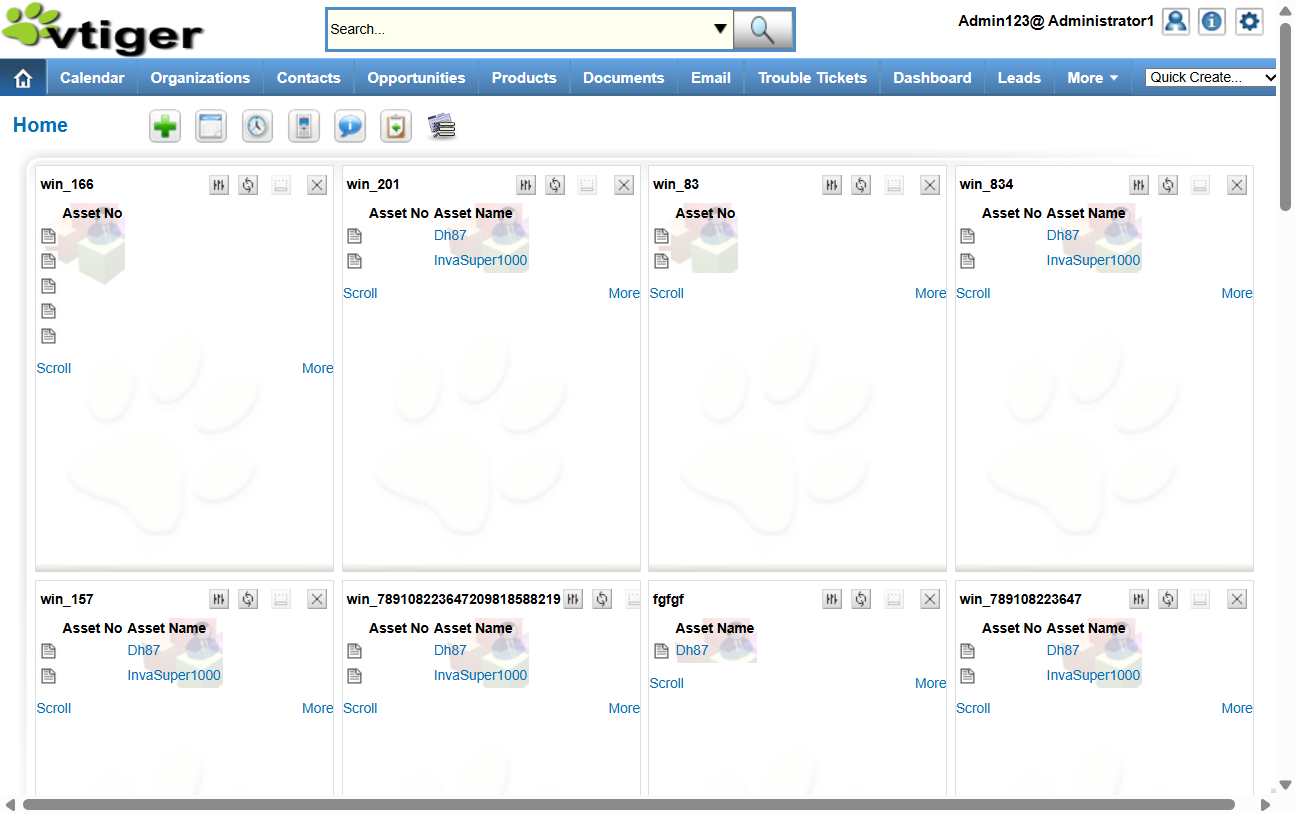 vtiger
Search...
Admin123@ Administrator1
Calendar Organizations Contacts Opportunities Products Documents Email Trouble Tickets Dashboard Leads More Quick Create...
Home
win_166 win_201 win_83 win_834
Asset No Asset No Asset Name Asset No Asset No Asset Name
Dh87 Dh87
InvaSuper1000 InvaSuper1000
Scroll More Scroll More Scroll More
Scroll More
win_157 win_789108223647209818588219 fgfgf win_789108223647
Asset No Asset Name Asset No Asset Name Asset Name Asset No Asset Name
Dh87 Dh87 Dh87 Dh87
InvaSuper1000 InvaSuper1000 InvaSuper1000
Scroll More
Scroll More Scroll More Scroll More